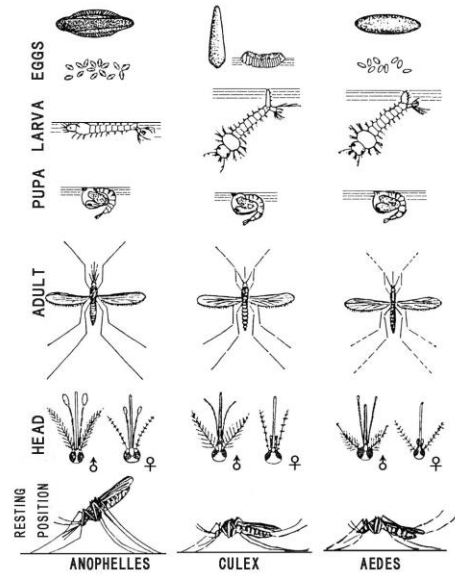 EGGS
LARVA
PUPA
ADULT
HEAD
♂ ♀ ♂ ♀ ♂ ♀
RESTING
POSITION
ANOPHELLES CULEX AEDES